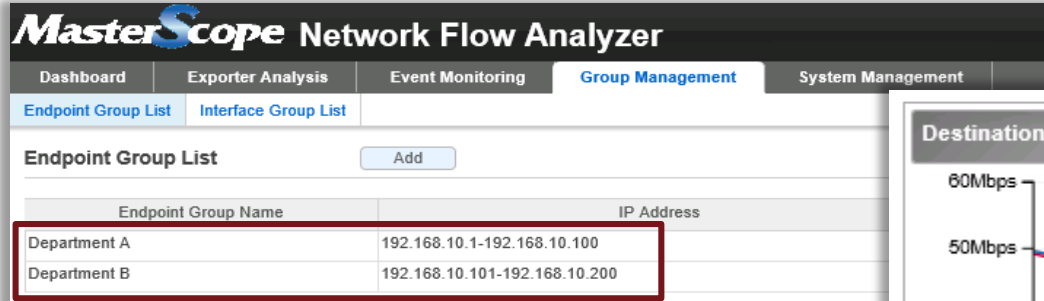 MasterScope Network Flow Analyzer
Dashboard Exporter Analysis Event Monitoring Group Management System Management
Endpoint Group List Interface Group List
Endpoint Group List Add
Endpoint Group Name IP Address
Department A 192.168.10.1-192.168.10.100
Department B 192.168.10.101-192.168.10.200
Destination
60Mbps
50Mbps